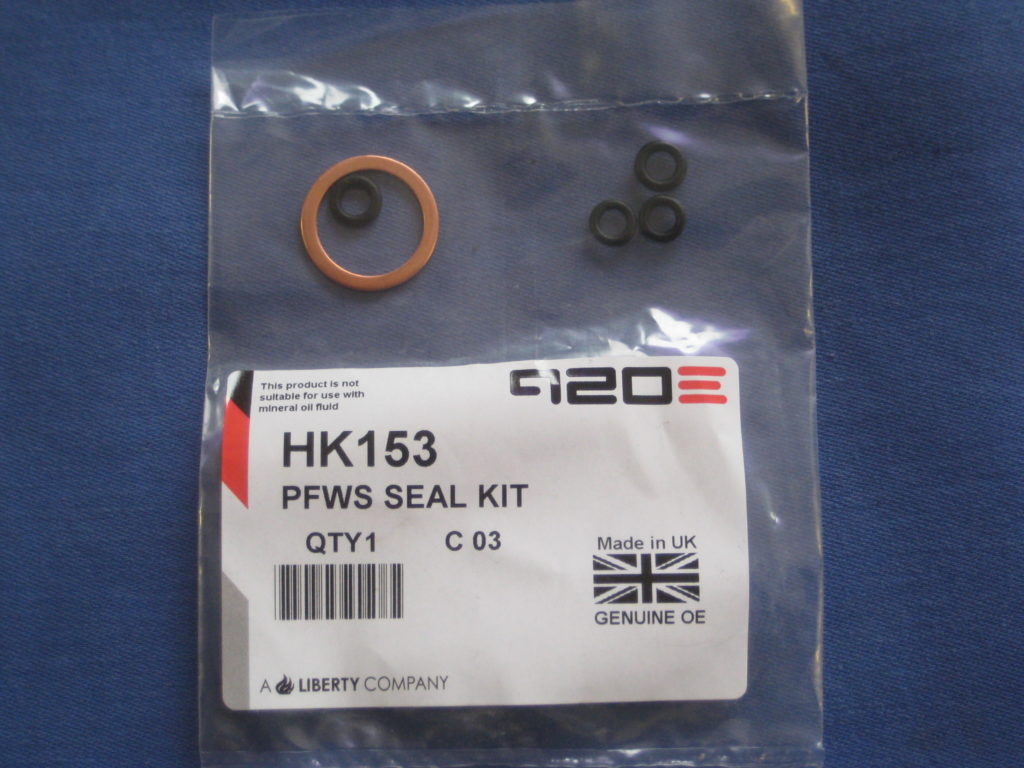 This product is not
suitable for use with
mineral oil fluid
920E
HK153
PFWS SEAL KIT
QTY1 C 03
Made in UK
GENUINE OE
A LIBERTY COMPANY